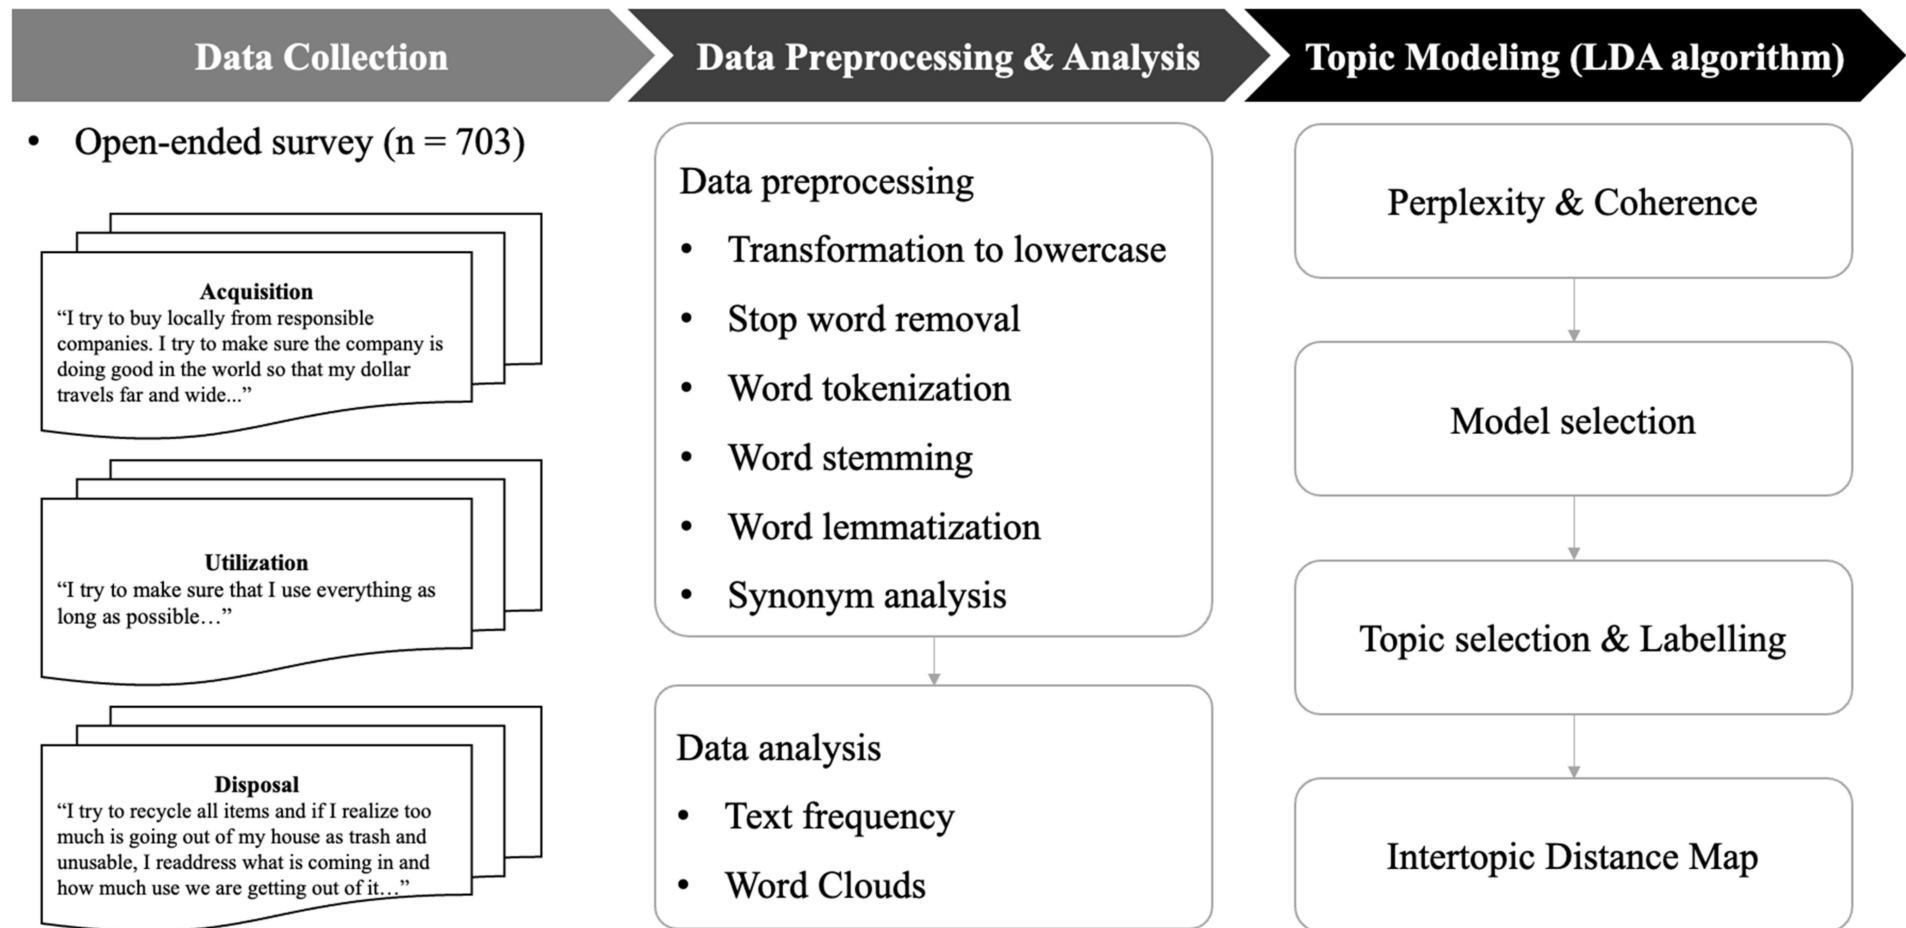 Data Collection
Data Preprocessing & Analysis
Topic Modeling (LDA algorithm)
• Open-ended survey (n = 703)
Acquisition
“I try to buy locally from responsible
companies. I try to make sure the company is
doing good in the world so that my dollar
travels far and wide...”
Utilization
“I try to make sure that I use everything as
long as possible…”
Disposal
“I try to recycle all items and if I realize too
much is going out of my house as trash and
unusable, I readdress what is coming in and
how much use we are getting out of it…”
Data preprocessing
• Transformation to lowercase
• Stop word removal
• Word tokenization
• Word stemming
• Word lemmatization
• Synonym analysis
Data analysis
• Text frequency
• Word Clouds
Perplexity & Coherence
Model selection
Topic selection & Labelling
Intertopic Distance Map